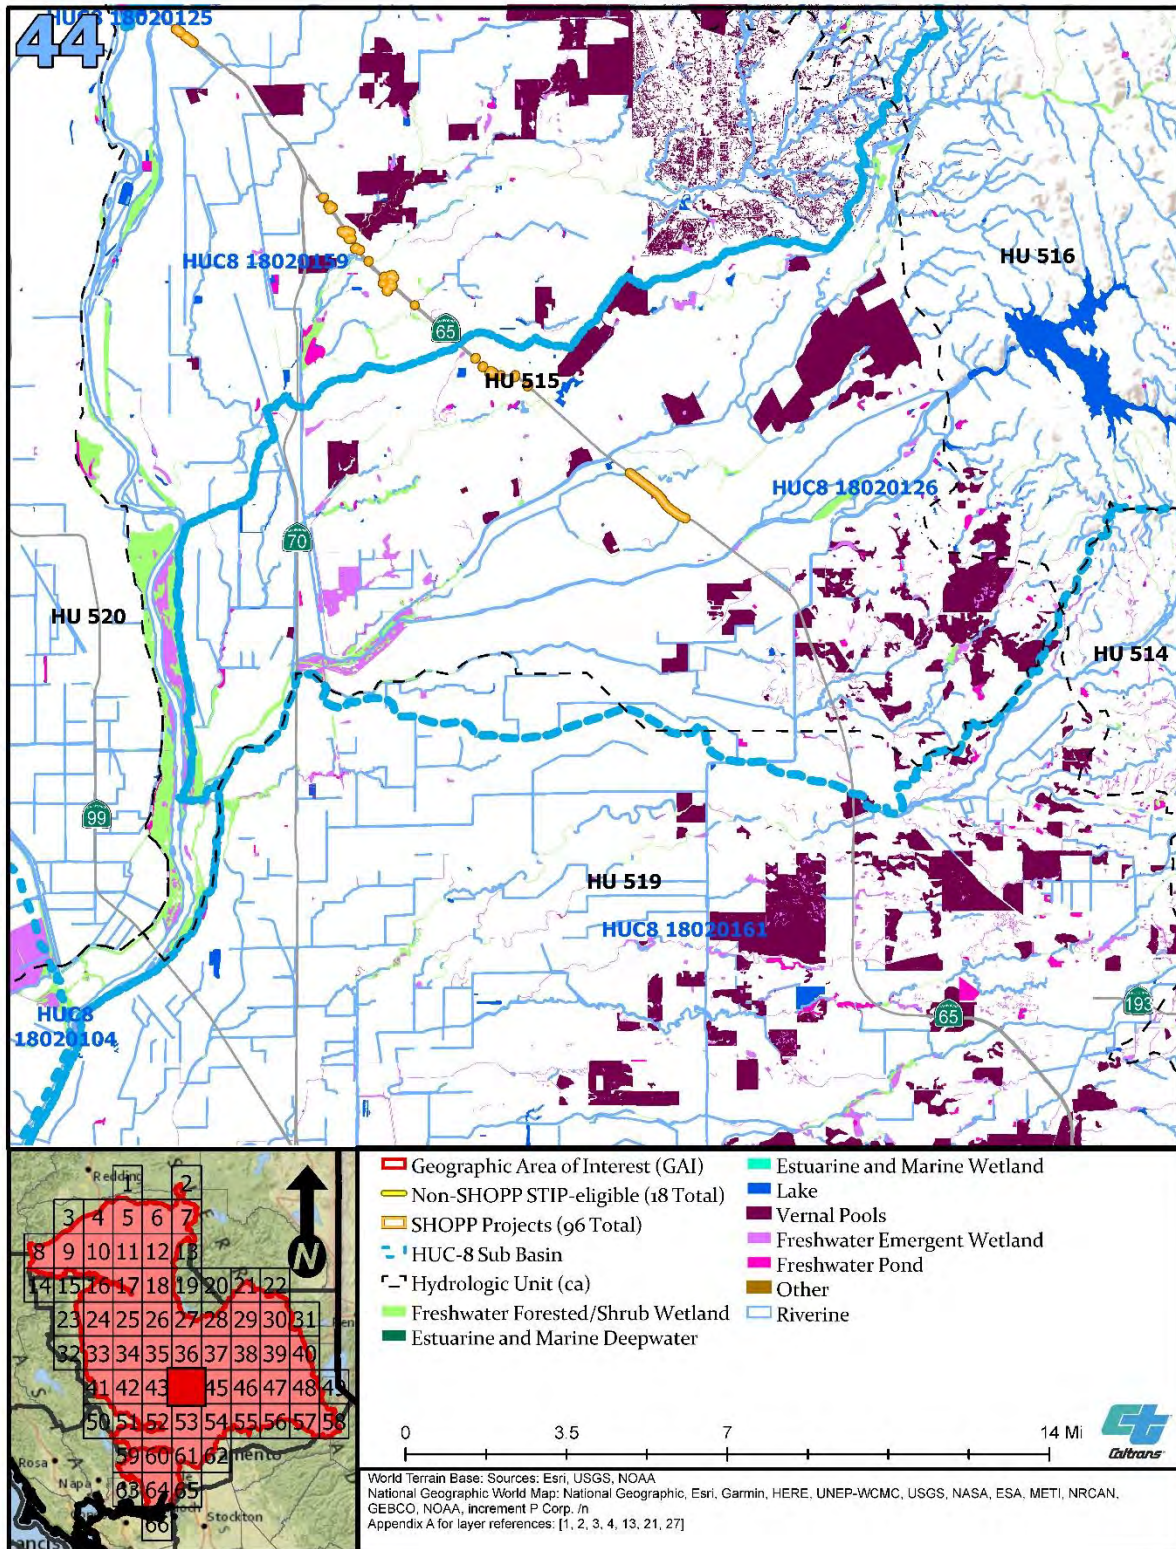 HUC8 18020125
44
HU 516
HUC8 18020159
65
HU 515
HUC8 18020126
70
HU 520
HU 514
99
HU 519
HUC8 18020161
HUC8
18020104
65
193
Redding
1 2
3 4 5 6 7
8 9 10 11 12 13
14 15 16 17 18 19 20 21 22
23 24 25 26 27 28 29 30 31
32 33 34 35 36 37 38 39 40
41 42 43 45 46 47 48 49
50 51 52 53 54 55 56 57 58
59 60 61 62
Rosa
Napa
63 64 65
66
Stockton
N
Geographic Area of Interest (GAI)
Non-SHOPP STIP-eligible (18 Total)
SHOPP Projects (96 Total)
HUC-8 Sub Basin
Hydrologic Unit (ca)
Freshwater Forested/Shrub Wetland
Estuarine and Marine Deepwater
Estuarine and Marine Wetland
Lake
Vernal Pools
Freshwater Emergent Wetland
Freshwater Pond
Other
Riverine
0 3.5 7 14 Mi
ct
Caltrans
World Terrain Base: Sources: Esri, USGS, NOAA
National Geographic World Map: National Geographic, Esri, Garmin, HERE, UNEP-WCMC, USGS, NASA, ESA, METI, NRCAN,
GEBCO, NOAA, increment P Corp. /n
Appendix A for layer references: [1, 2, 3, 4, 13, 21, 27]